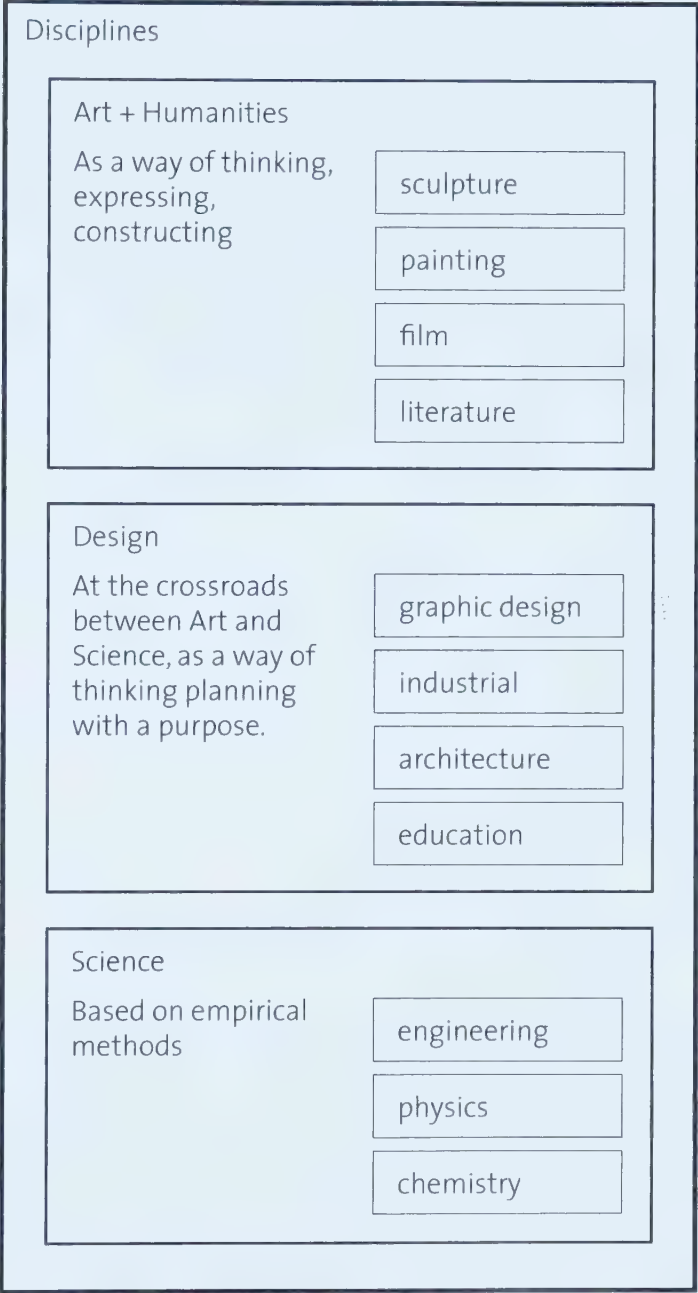 Disciplines
Art + Humanities
As a way of thinking,
expressing,
constructing
sculpture
painting
film
literature
Design
At the crossroads
between Art and
Science, as a way of
thinking planning
with a purpose.
graphic design
industrial
architecture
education
Science
Based on empirical
methods
engineering
physics
chemistry